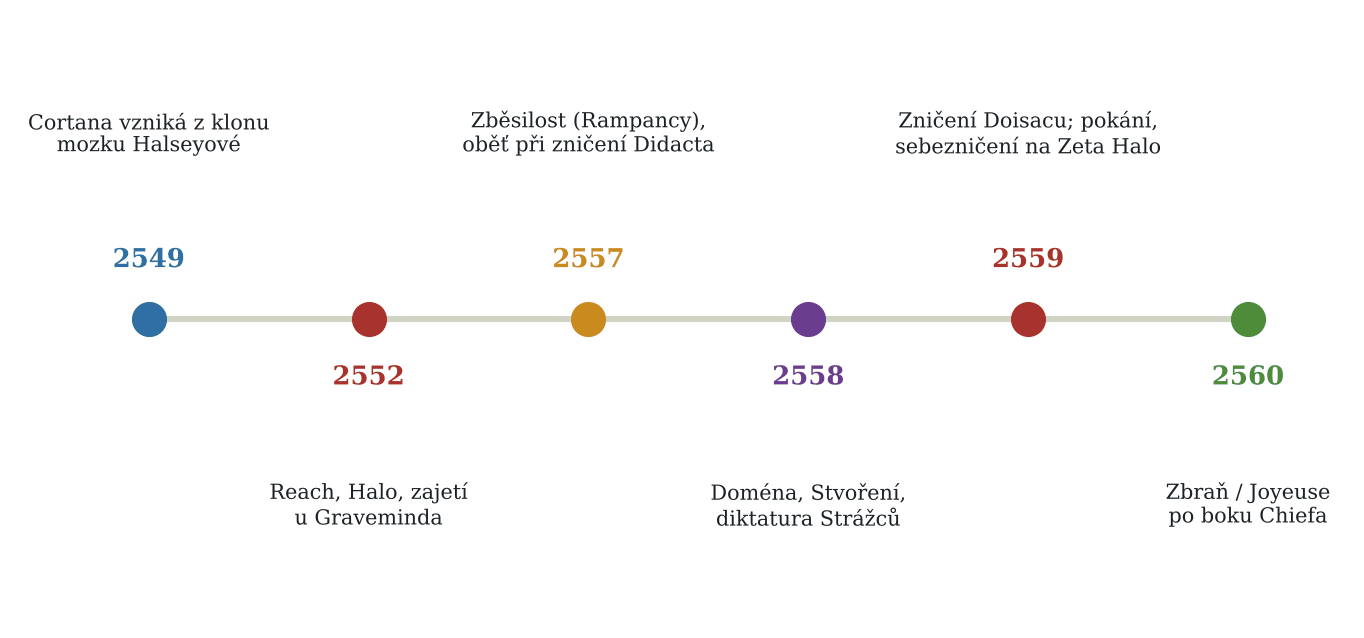 Cortana vzniká z klonu
mozku Halseyové
2549
2552
Reach, Halo, zajetí
u Graveminda
Zběsilost (Rampancy),
oběť při zničení Didacta
2557
2558
Doména, Stvoření,
diktatura Strážců
Zničení Doisacu; pokání,
sebezničení na Zeta Halo
2559
2560
Zbraň / Joyeuse
po boku Chiefa